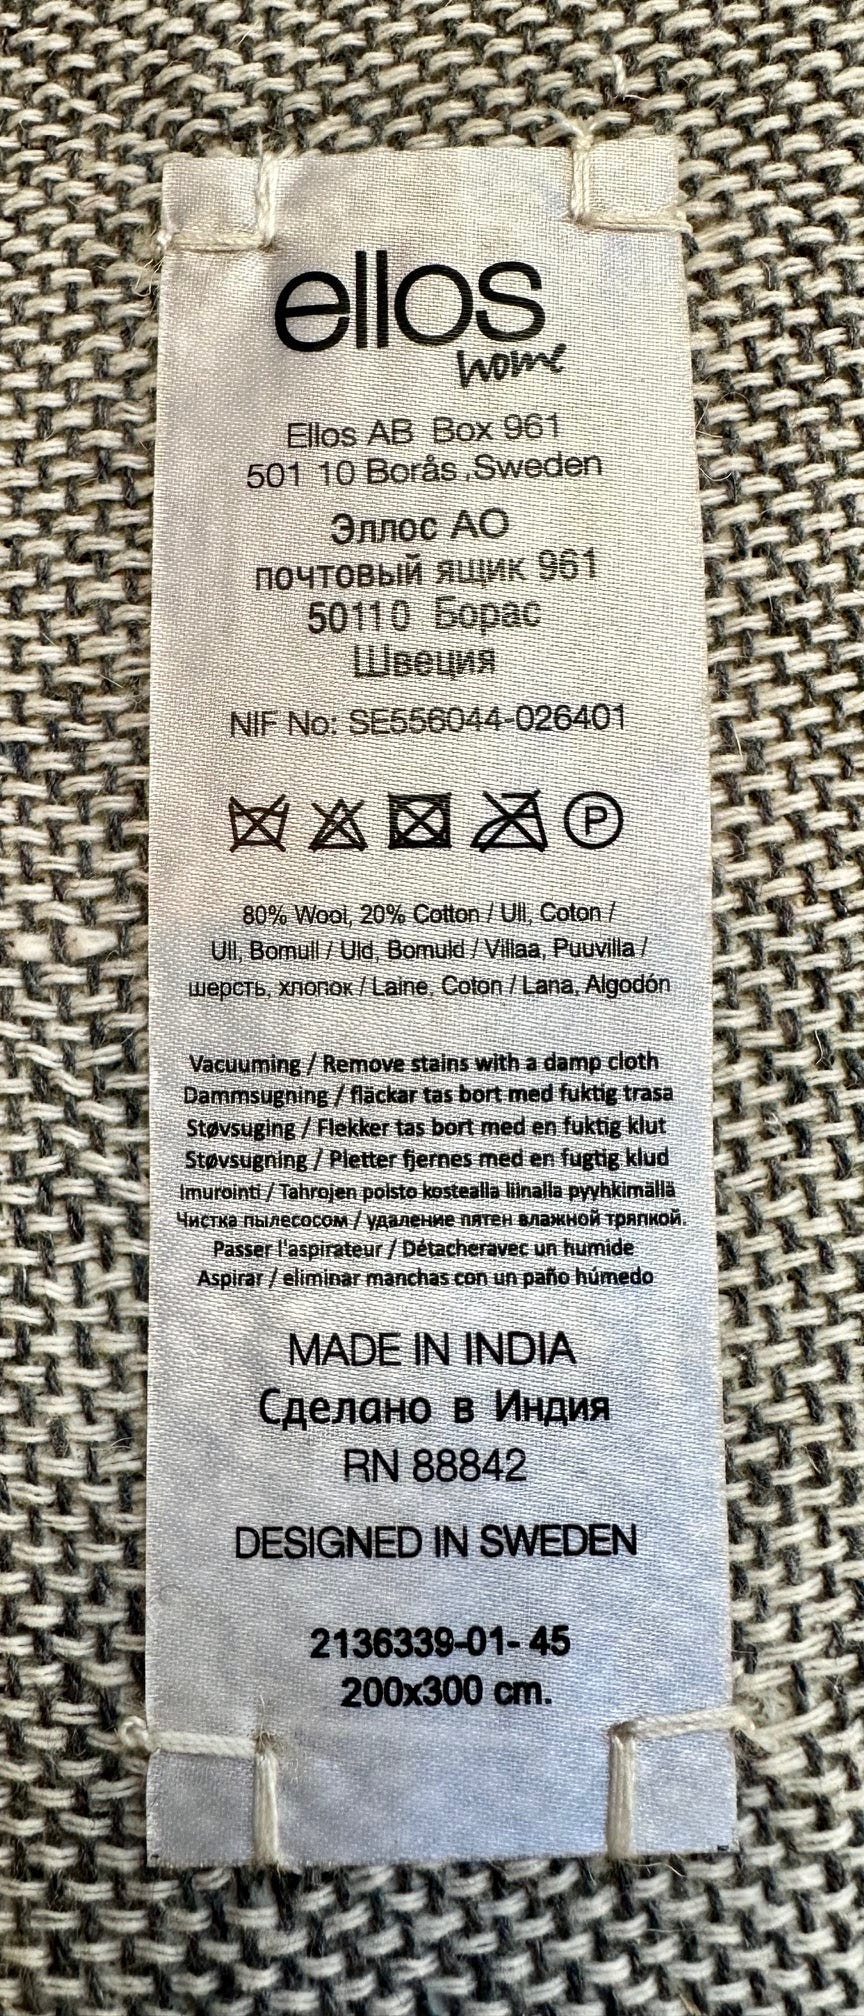 ellos
home
Ellos AB Box 961
501 10 Borås ,Sweden
Эллос АО
почтовый ящик 961
50110 Борас
Швеция
NIF No: SE556044-026401
P
80% Wool, 20% Cotton / Ull, Coton /
Ull, Bomull / Uld, Bomuld / Villaa, Puuvilla /
шерсть, хлопок / Laine, Coton / Lana, Algodón
Vacuuming / Remove stains with a damp cloth
Dammsugning / fläckar tas bort med fuktig trasa
Støvsuging / Flekker tas bort med en fuktig klut
Støvsugning / Pletter fjernes med en fugtig klud
Imurointi / Tahrojen poisto kostealla liinalla pyyhkimällä
Чистка пылесосом / удаление пятен влажной тряпкой.
Passer l'aspirateur / Détacheravec un humide
Aspirar / eliminar manchas con un paño húmedo
MADE IN INDIA
Сделано в Индия
RN 88842
DESIGNED IN SWEDEN
2136339-01- 45
200x300 cm.